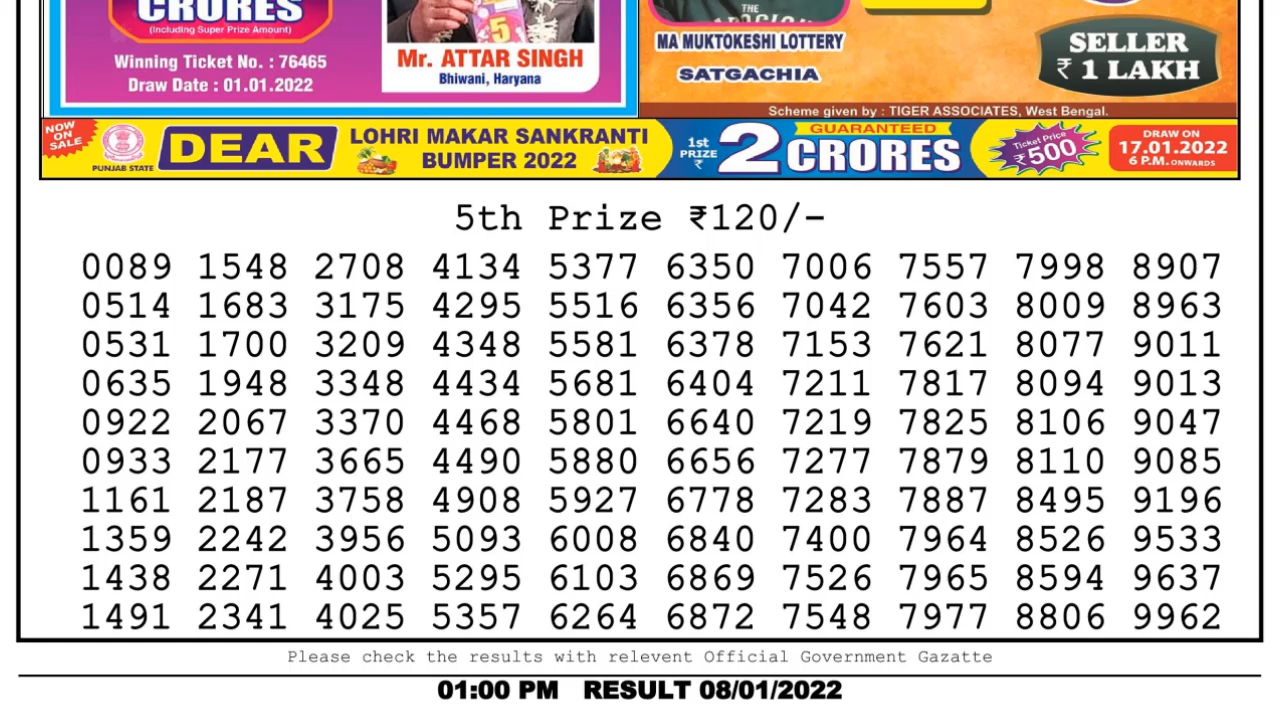 CRORES
(Including Super Prize Amount)
Winning Ticket No. : 76465
Draw Date : 01.01.2022
5
Mr. ATTAR SINGH
Bhiwani, Haryana
THE
MA MUKTOKESHI LOTTERY
SATGACHIA
SELLER
₹ 1 LAKH
Scheme given by : TIGER ASSOCIATES, West Bengal.
NOW ON SALE
PUNJAB STATE
DEAR
LOHRI MAKAR SANKRANTI
BUMPER 2022
1st PRIZE ₹
2
GUARANTEED
CRORES
Ticket Price
₹500
DRAW ON
17.01.2022
6 P.M. ONWARDS
5th Prize ₹120/-
0089 1548 2708 4134 5377 6350 7006 7557 7998 8907
0514 1683 3175 4295 5516 6356 7042 7603 8009 8963
0531 1700 3209 4348 5581 6378 7153 7621 8077 9011
0635 1948 3348 4434 5681 6404 7211 7817 8094 9013
0922 2067 3370 4468 5801 6640 7219 7825 8106 9047
0933 2177 3665 4490 5880 6656 7277 7879 8110 9085
1161 2187 3758 4908 5927 6778 7283 7887 8495 9196
1359 2242 3956 5093 6008 6840 7400 7964 8526 9533
1438 2271 4003 5295 6103 6869 7526 7965 8594 9637
1491 2341 4025 5357 6264 6872 7548 7977 8806 9962
Please check the results with relevent Official Government Gazatte
01:00 PM RESULT 08/01/2022